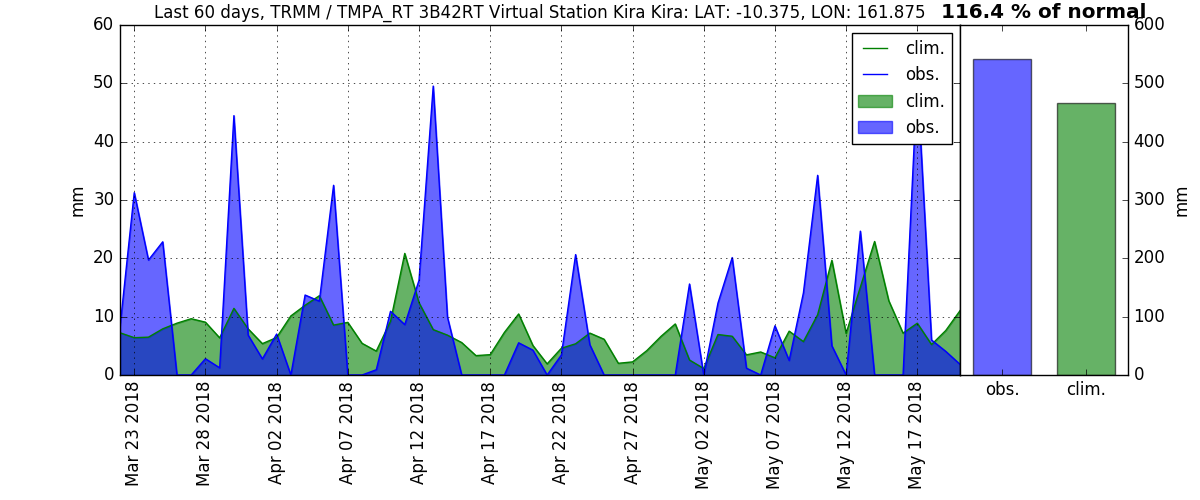 Last 60 days, TRMM / TMPA_RT 3B42RT Virtual Station Kira Kira: LAT: -10.375, LON: 161.875
116.4 % of normal
60
50
40
30
20
10
0
mm
clim.
obs.
clim.
obs.
Mar 23 2018
Mar 28 2018
Apr 02 2018
Apr 07 2018
Apr 12 2018
Apr 17 2018
Apr 22 2018
Apr 27 2018
May 02 2018
May 07 2018
May 12 2018
May 17 2018
600
500
400
300
200
100
0
mm
obs.
clim.